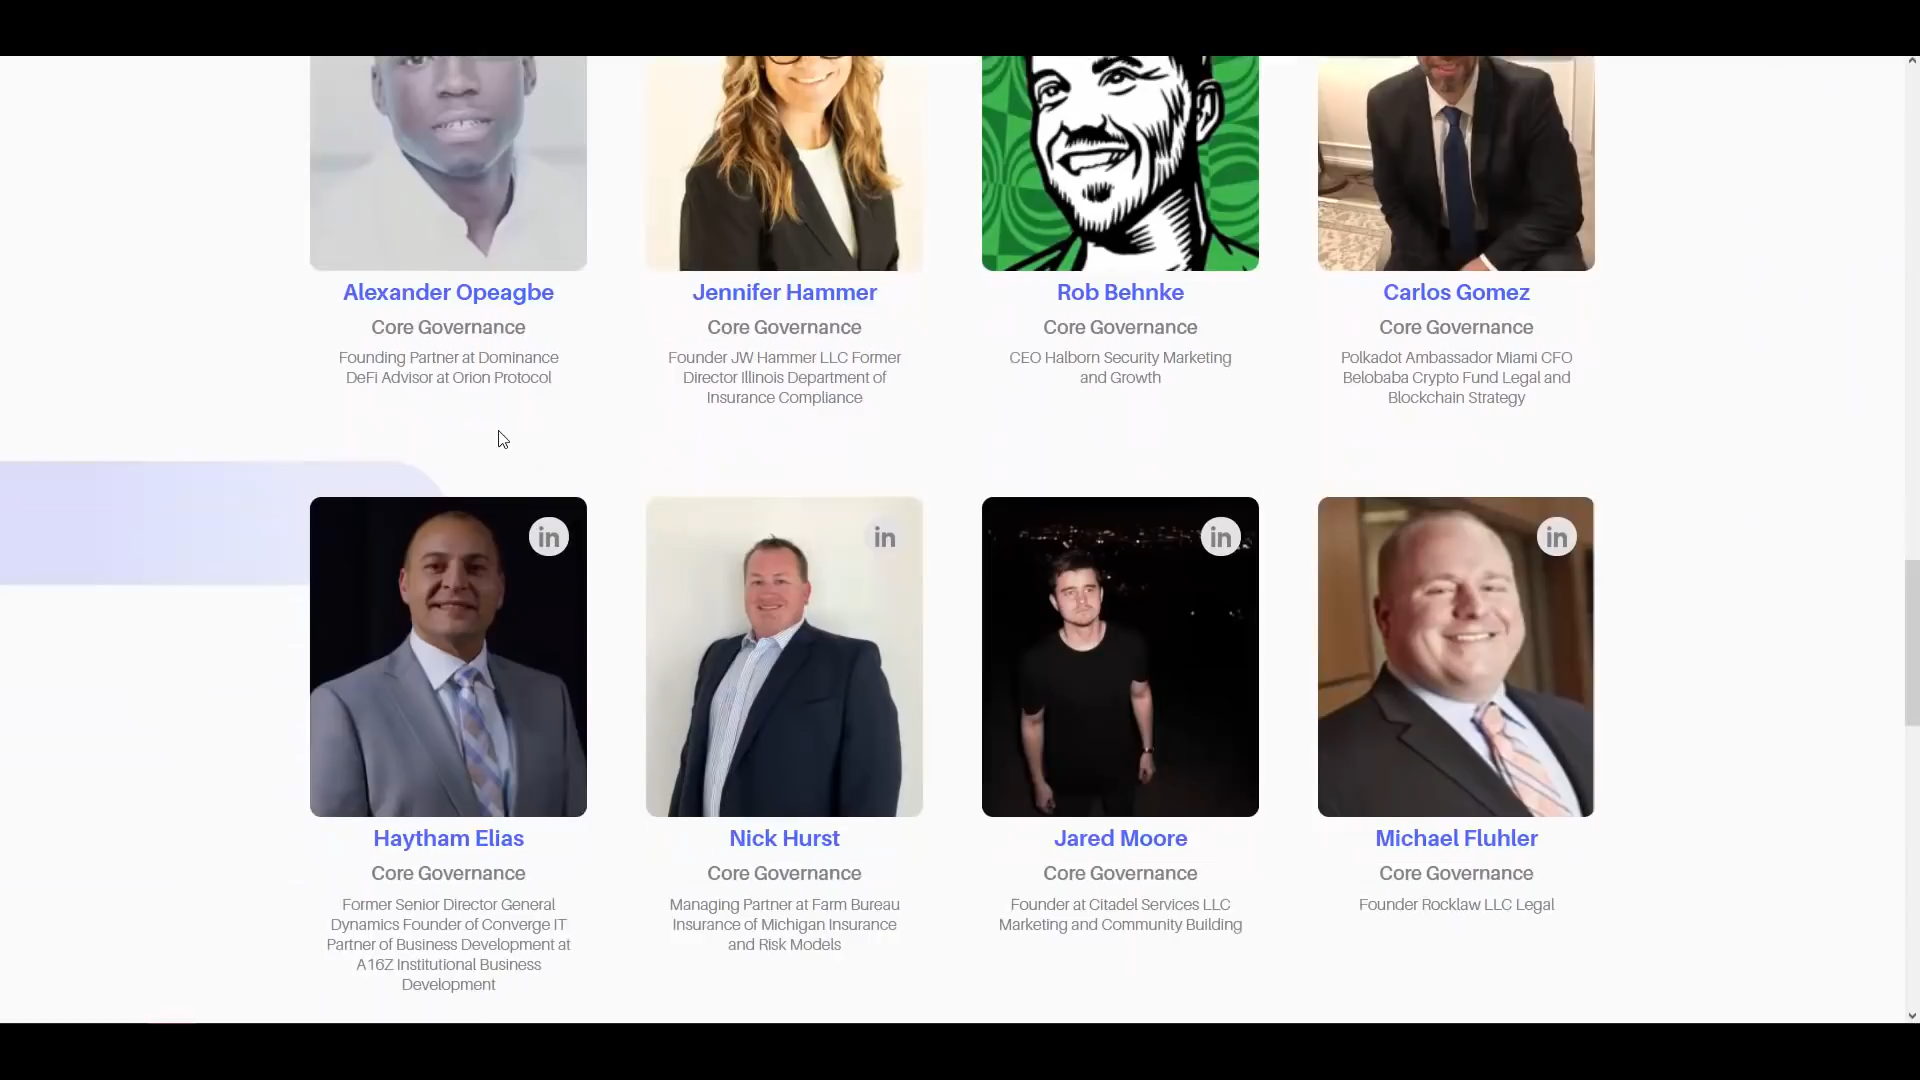 Alexander Opeagbe
Core Governance
Founding Partner at Dominance
DeFi Advisor at Orion Protocol
Jennifer Hammer
Core Governance
Founder JW Hammer LLC Former
Director Illinois Department of
Insurance Compliance
Rob Behnke
Core Governance
CEO Halborn Security Marketing
and Growth
Carlos Gomez
Core Governance
Polkadot Ambassador Miami CFO
Belobaba Crypto Fund Legal and
Blockchain Strategy
in
Haytham Elias
Core Governance
Former Senior Director General
Dynamics Founder of Converge IT
Partner of Business Development at
A16Z Institutional Business
Development
in
Nick Hurst
Core Governance
Managing Partner at Farm Bureau
Insurance of Michigan Insurance
and Risk Models
in
Jared Moore
Core Governance
Founder at Citadel Services LLC
Marketing and Community Building
in
Michael Fluhler
Core Governance
Founder Rocklaw LLC Legal